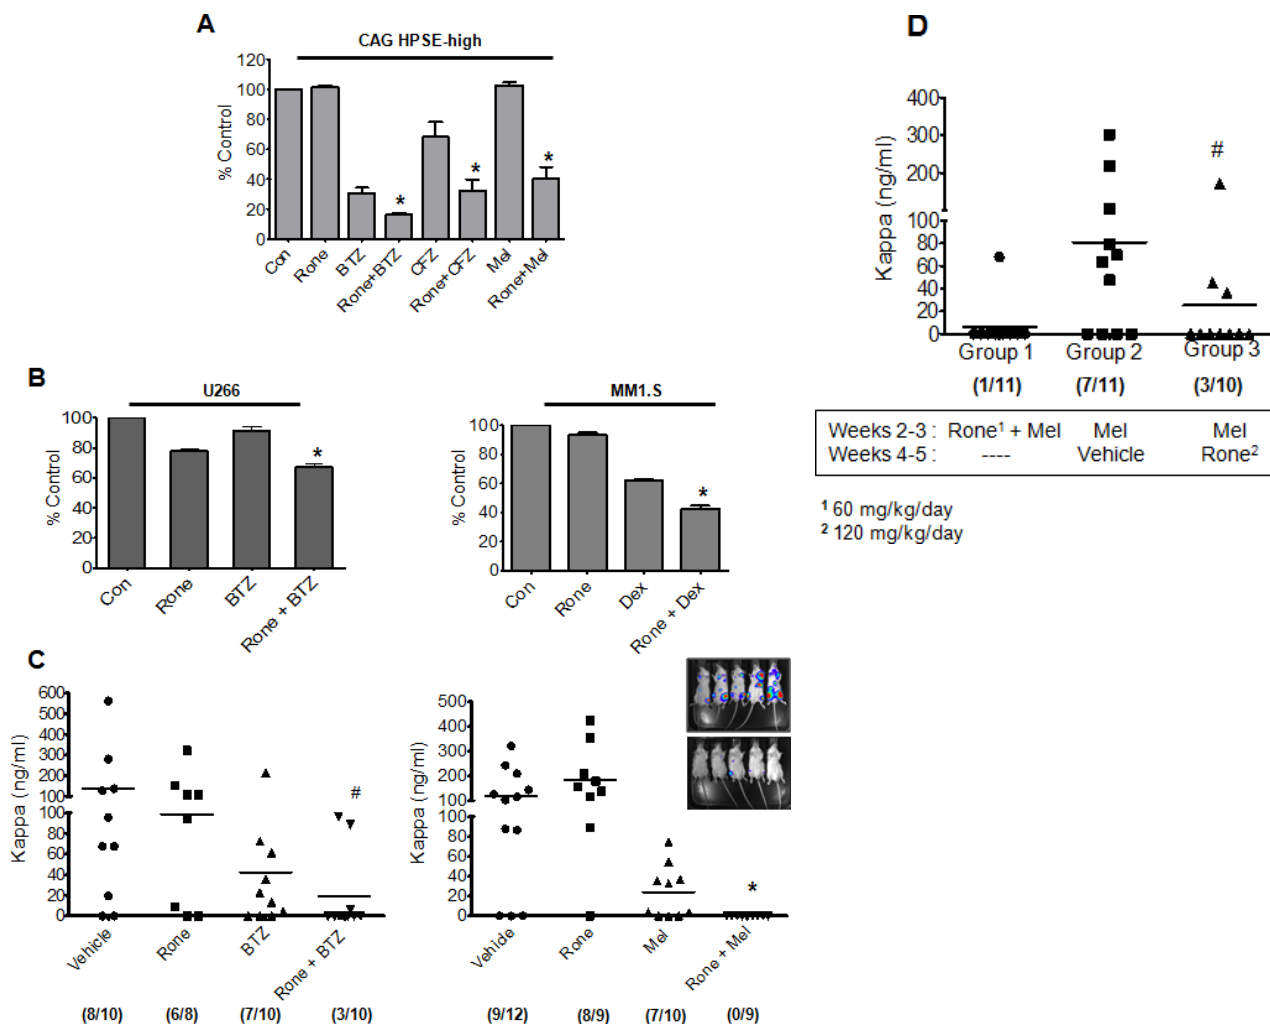 A
CAG HPSE-high
% Control
120
100
80
60
40
20
0
*
*
*
Con
Rone
BTZ
Rone+BTZ
CFZ
Rone+CFZ
Mel
Rone+Mel
B
U266
% Control
100
80
60
40
20
0
*
Con
Rone
BTZ
Rone + BTZ
MM1.S
% Control
100
80
60
40
20
0
*
Con
Rone
Dex
Rone + Dex
C
Kappa (ng/ml)
600
500
400
300
200
100
100
80
60
40
20
0
#
Vehicle
Rone
BTZ
Rone + BTZ
(8/10) (6/8) (7/10) (3/10)
Kappa (ng/ml)
500
400
300
200
100
100
80
60
40
20
0
*
Vehicle
Rone
Mel
Rone + Mel
(9/12) (8/9) (7/10) (0/9)
D
Kappa (ng/ml)
400
300
200
100
80
60
40
20
0
#
Group 1 Group 2 Group 3
(1/11) (7/11) (3/10)
Weeks 2-3 : Rone¹ + Mel Mel Mel
Weeks 4-5 : ---- Vehicle Rone²
¹ 60 mg/kg/day
² 120 mg/kg/day